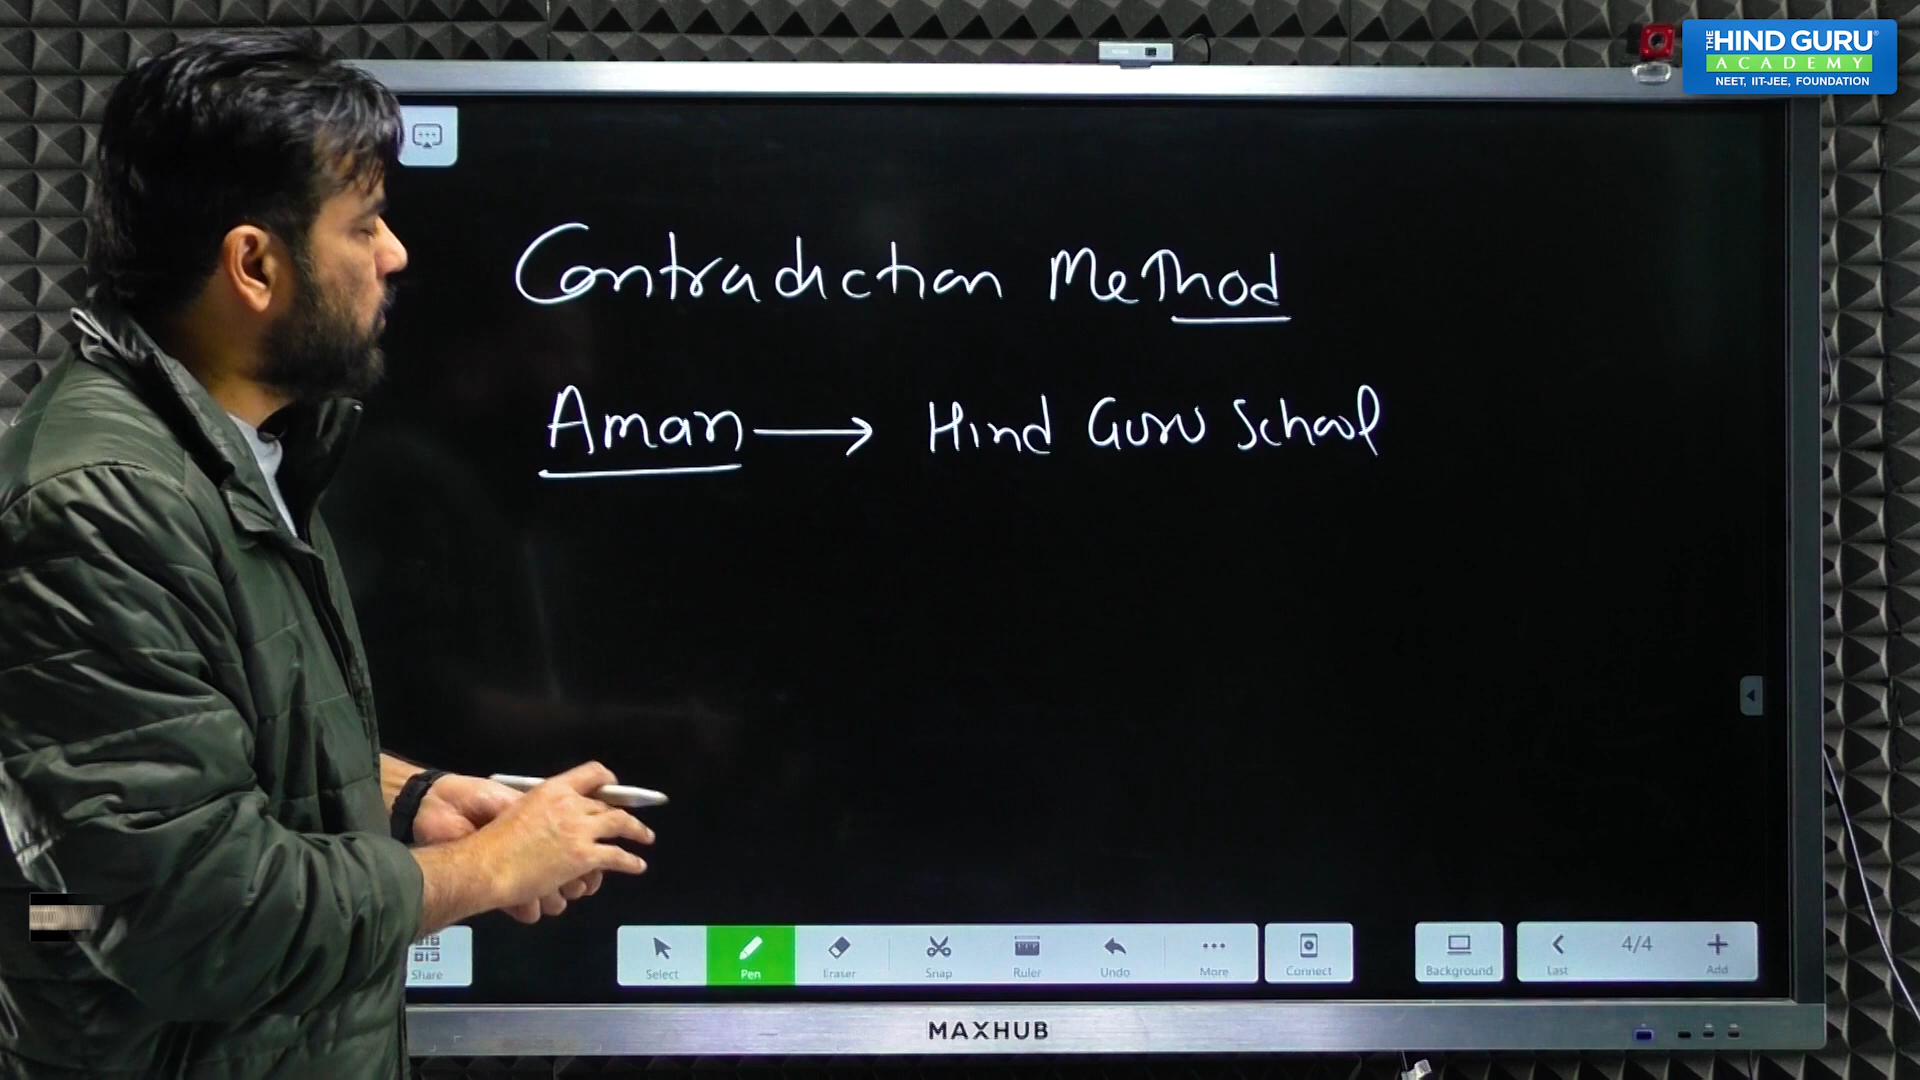 THE HIND GURU®
ACADEMY
NEET, IIT-JEE, FOUNDATION
Contradiction Method
Aman → Hind Guru School
Share
Select
Pen
Eraser
Snap
Ruler
Undo
More
Connect
Background
Last
4/4
Add
MAXHUB